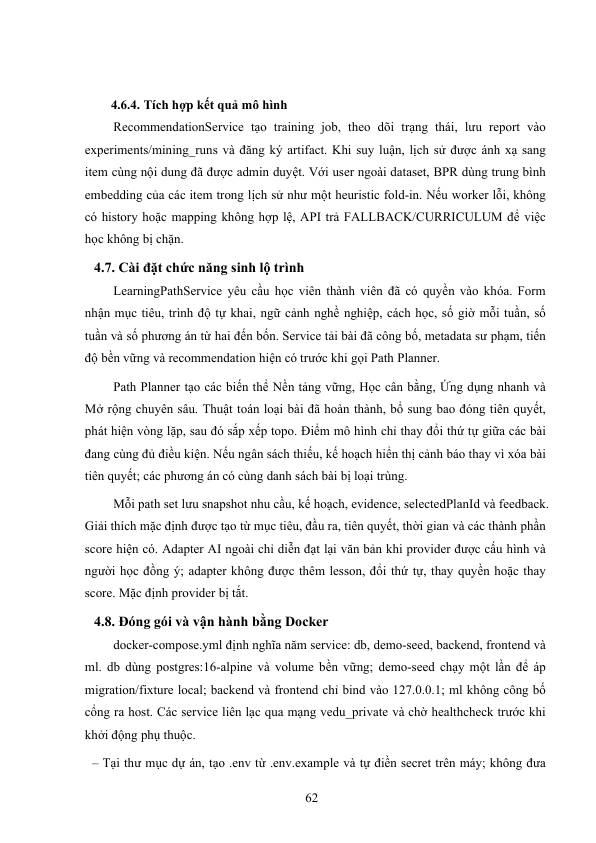 4.6.4. Tích hợp kết quả mô hình
RecommendationService tạo training job, theo dõi trạng thái, lưu report vào
experiments/mining_runs và đăng ký artifact. Khi suy luận, lịch sử được ánh xạ sang
item cùng nội dung đã được admin duyệt. Với user ngoài dataset, BPR dùng trung bình
embedding của các item trong lịch sử như một heuristic fold-in. Nếu worker lỗi, không
có history hoặc mapping không hợp lệ, API trả FALLBACK/CURRICULUM để việc
học không bị chặn.
4.7. Cài đặt chức năng sinh lộ trình
LearningPathService yêu cầu học viên thành viên đã có quyền vào khóa. Form
nhận mục tiêu, trình độ tự khai, ngữ cảnh nghề nghiệp, cách học, số giờ mỗi tuần, số
tuần và số phương án từ hai đến bốn. Service tải bài đã công bố, metadata sư phạm, tiến
độ bền vững và recommendation hiện có trước khi gọi Path Planner.
Path Planner tạo các biến thể Nền tảng vững, Học cân bằng, Ứng dụng nhanh và
Mở rộng chuyên sâu. Thuật toán loại bài đã hoàn thành, bổ sung bao đóng tiên quyết,
phát hiện vòng lặp, sau đó sắp xếp topo. Điểm mô hình chỉ thay đổi thứ tự giữa các bài
đang cùng đủ điều kiện. Nếu ngân sách thiếu, kế hoạch hiển thị cảnh báo thay vì xóa bài
tiên quyết; các phương án có cùng danh sách bài bị loại trùng.
Mỗi path set lưu snapshot nhu cầu, kế hoạch, evidence, selectedPlanId và feedback.
Giải thích mặc định được tạo từ mục tiêu, đầu ra, tiên quyết, thời gian và các thành phần
score hiện có. Adapter AI ngoài chỉ diễn đạt lại văn bản khi provider được cấu hình và
người học đồng ý; adapter không được thêm lesson, đổi thứ tự, thay quyền hoặc thay
score. Mặc định provider bị tắt.
4.8. Đóng gói và vận hành bằng Docker
docker-compose.yml định nghĩa năm service: db, demo-seed, backend, frontend và
ml. db dùng postgres:16-alpine và volume bền vững; demo-seed chạy một lần để áp
migration/fixture local; backend và frontend chỉ bind vào 127.0.0.1; ml không công bố
cổng ra host. Các service liên lạc qua mạng vedu_private và chờ healthcheck trước khi
khởi động phụ thuộc.
– Tại thư mục dự án, tạo .env từ .env.example và tự điền secret trên máy; không đưa
62